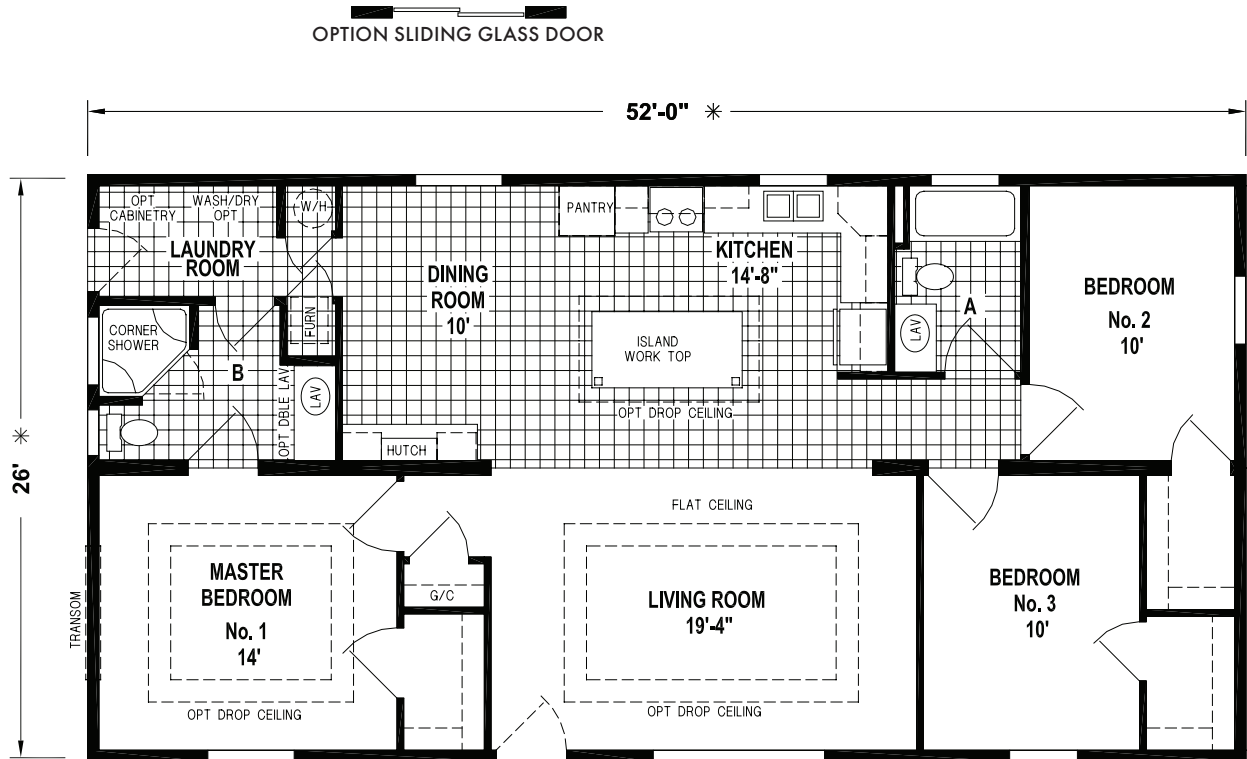 OPTION SLIDING GLASS DOOR
52'-0" ✳
26' ✳
OPT
CABINETRY
WASH/DRY
OPT
W/H
LAUNDRY
ROOM
PANTRY
KITCHEN
14'-8"
DINING
ROOM
10'
BEDROOM
No. 2
10'
A
LAV
FURN
CORNER
SHOWER
B
ISLAND
WORK TOP
OPT DROP CEILING
OPT DBLE LAV
LAV
HUTCH
FLAT CEILING
MASTER
BEDROOM
No. 1
14'
OPT DROP CEILING
TRANSOM
G/C
LIVING ROOM
19'-4"
OPT DROP CEILING
BEDROOM
No. 3
10'